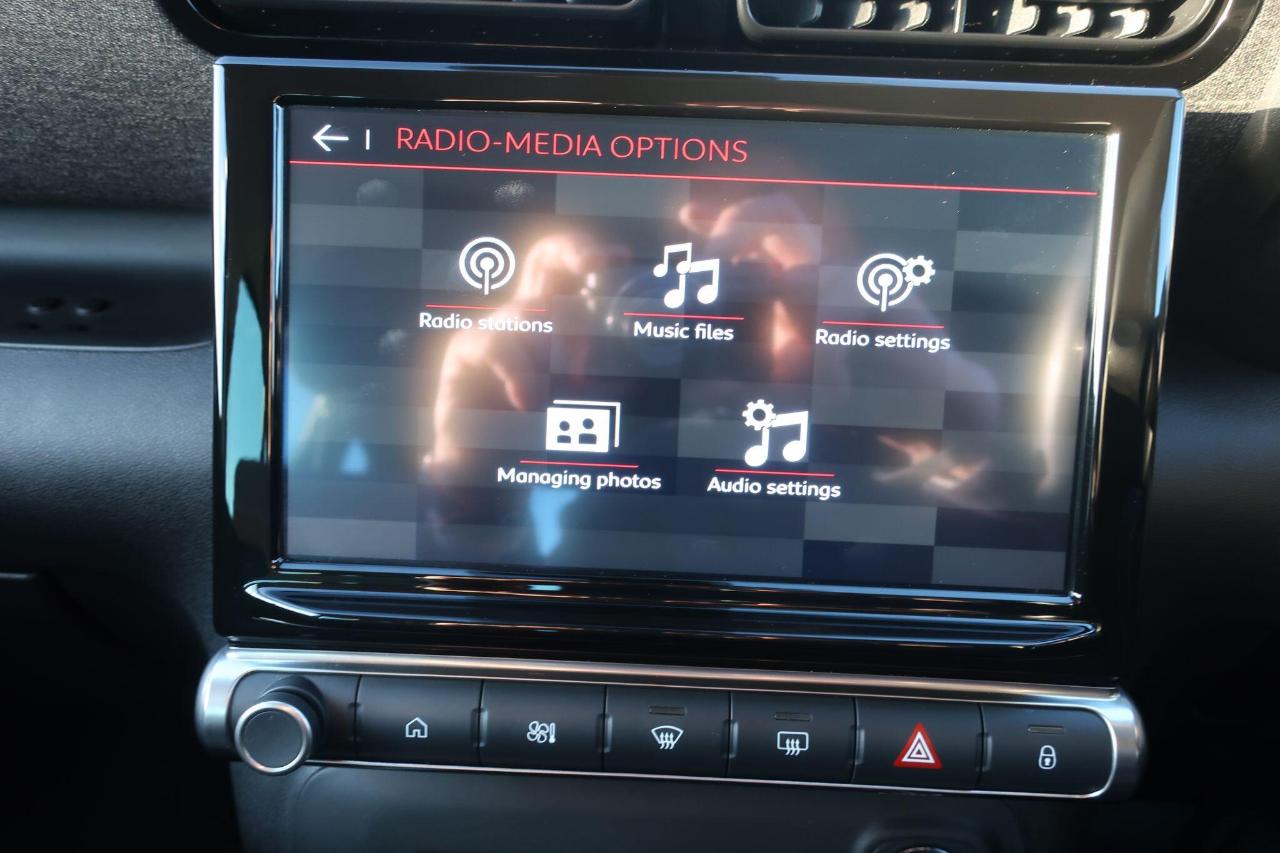 RADIO-MEDIA OPTIONS
Radio stations
Music files
Radio settings
Managing photos
Audio settings